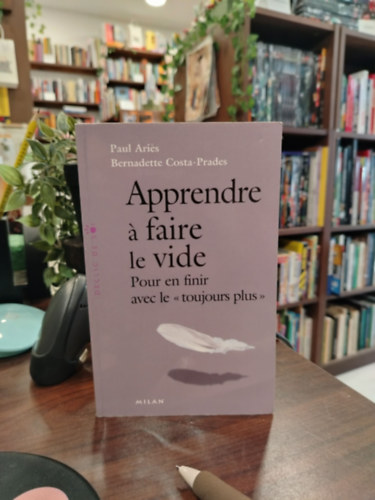 Paul Ariès
Bernadette Costa-Prades
Apprendre
à faire
le vide
Pour en finir
avec le « toujours plus »
MILAN